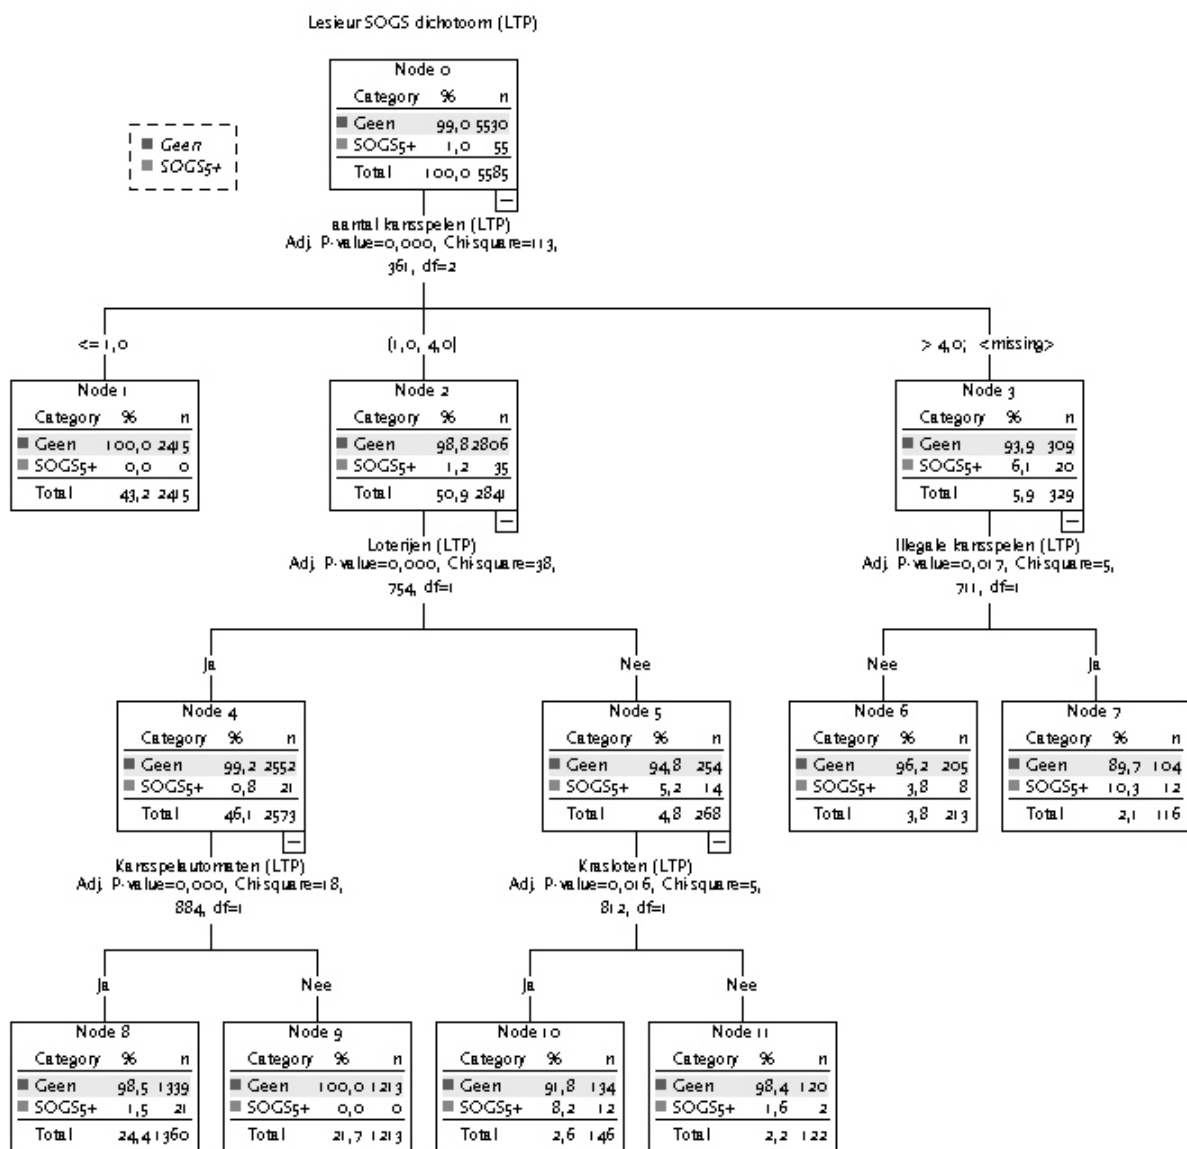 Lesieur SOGS dichotoom (LTP)
Geen
SOGS5+
Node 0
Category % n
Geen 99,0 5530
SOGS5+ 1,0 55
Total 100,0 5585
aantal kansspelen (LTP)
Adj. P-value=0,000, Chi-square=113,
361, df=2
<= 1,0
(1,0, 4,0]
> 4,0; <missing>
Node 1
Category % n
Geen 100,0 2415
SOGS5+ 0,0 0
Total 43,2 2415
Node 2
Category % n
Geen 98,8 2806
SOGS5+ 1,2 35
Total 50,9 2841
Node 3
Category % n
Geen 93,9 309
SOGS5+ 6,1 20
Total 5,9 329
Loterijen (LTP)
Adj. P-value=0,000, Chi-square=38,
754, df=1
Illegale kansspelen (LTP)
Adj. P-value=0,017, Chi-square=5,
711, df=1
Ja
Nee
Nee
Ja
Node 4
Category % n
Geen 99,2 2552
SOGS5+ 0,8 21
Total 46,1 2573
Node 5
Category % n
Geen 94,8 254
SOGS5+ 5,2 14
Total 4,8 268
Node 6
Category % n
Geen 96,2 205
SOGS5+ 3,8 8
Total 3,8 213
Node 7
Category % n
Geen 89,7 104
SOGS5+ 10,3 12
Total 2,1 116
Kansspelautomaten (LTP)
Adj. P-value=0,000, Chi-square=18,
884, df=1
Krasloten (LTP)
Adj. P-value=0,016, Chi-square=5,
812, df=1
Ja
Nee
Ja
Nee
Node 8
Category % n
Geen 98,5 1339
SOGS5+ 1,5 21
Total 24,4 1360
Node 9
Category % n
Geen 100,0 1213
SOGS5+ 0,0 0
Total 21,7 1213
Node 10
Category % n
Geen 91,8 134
SOGS5+ 8,2 12
Total 2,6 146
Node 11
Category % n
Geen 98,4 120
SOGS5+ 1,6 2
Total 2,2 122